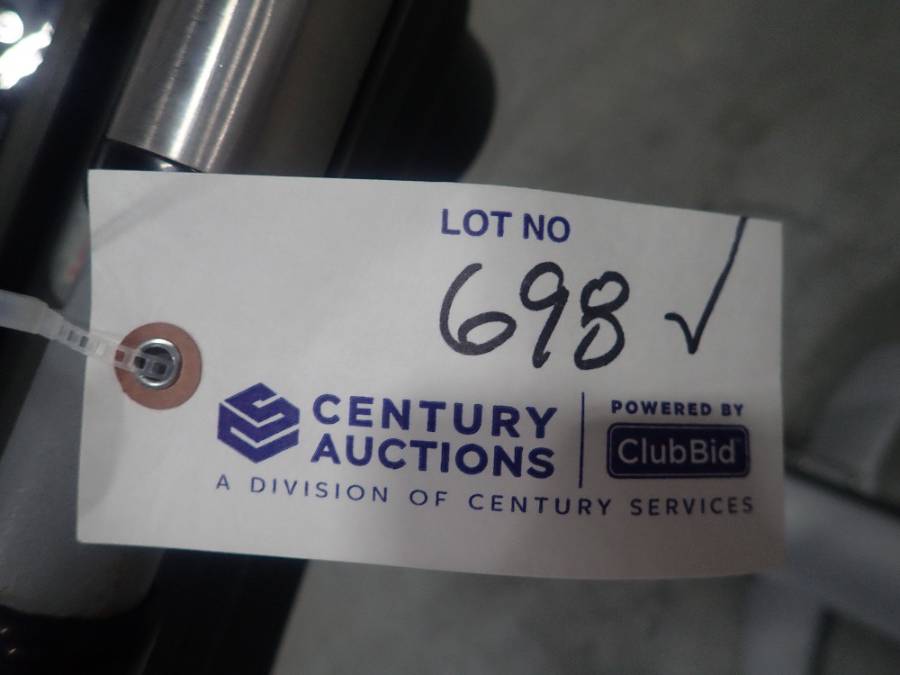 LOT NO
698 ✓
CENTURY
AUCTIONS
POWERED BY
ClubBid
A DIVISION OF CENTURY SERVICES